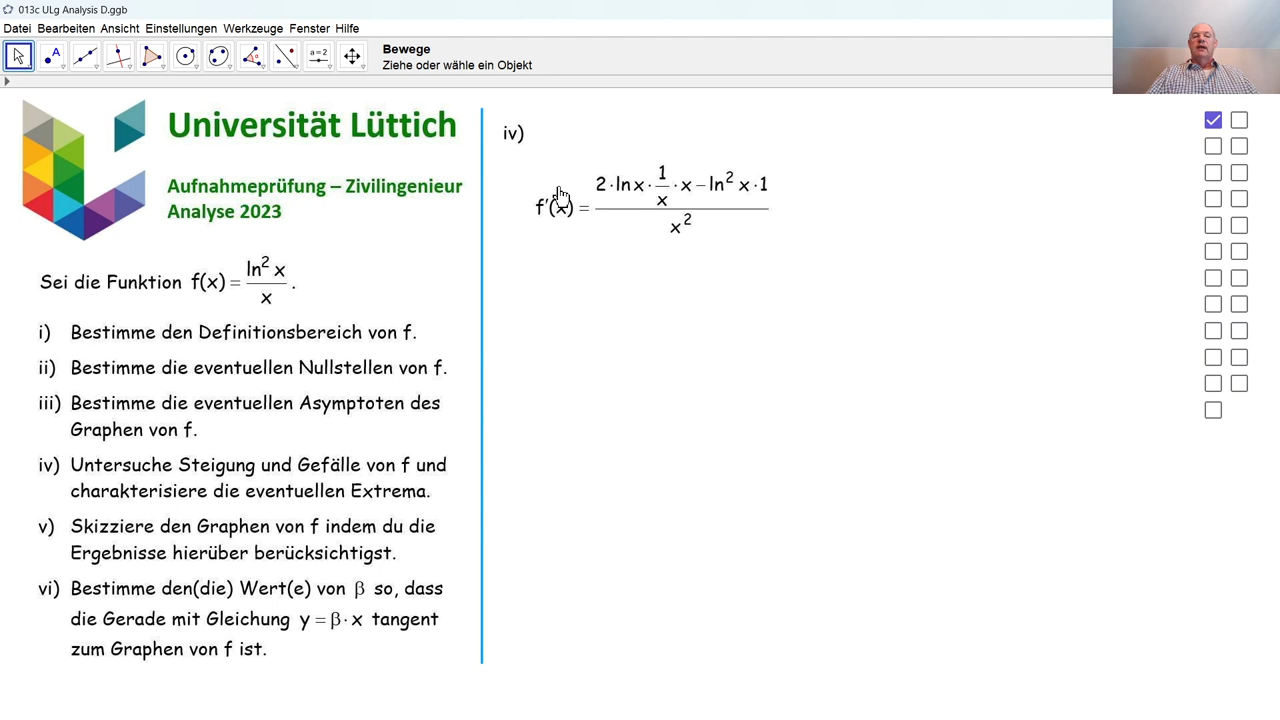 013c ULg Analysis D.ggb
Datei Bearbeiten Ansicht Einstellungen Werkzeuge Fenster Hilfe
A
a=2
Bewege
Ziehe oder wähle ein Objekt
Universität Lüttich
Aufnahmeprüfung – Zivilingenieur
Analyse 2023
Sei die Funktion f(x) = ln² x / x .
i) Bestimme den Definitionsbereich von f.
ii) Bestimme die eventuellen Nullstellen von f.
iii) Bestimme die eventuellen Asymptoten des
Graphen von f.
iv) Untersuche Steigung und Gefälle von f und
charakterisiere die eventuellen Extrema.
v) Skizziere den Graphen von f indem du die
Ergebnisse hierüber berücksichtigst.
vi) Bestimme den(die) Wert(e) von β so, dass
die Gerade mit Gleichung y = β · x tangent
zum Graphen von f ist.
iv)
f'(x) = (2 · ln x · 1/x · x – ln² x · 1) / x²